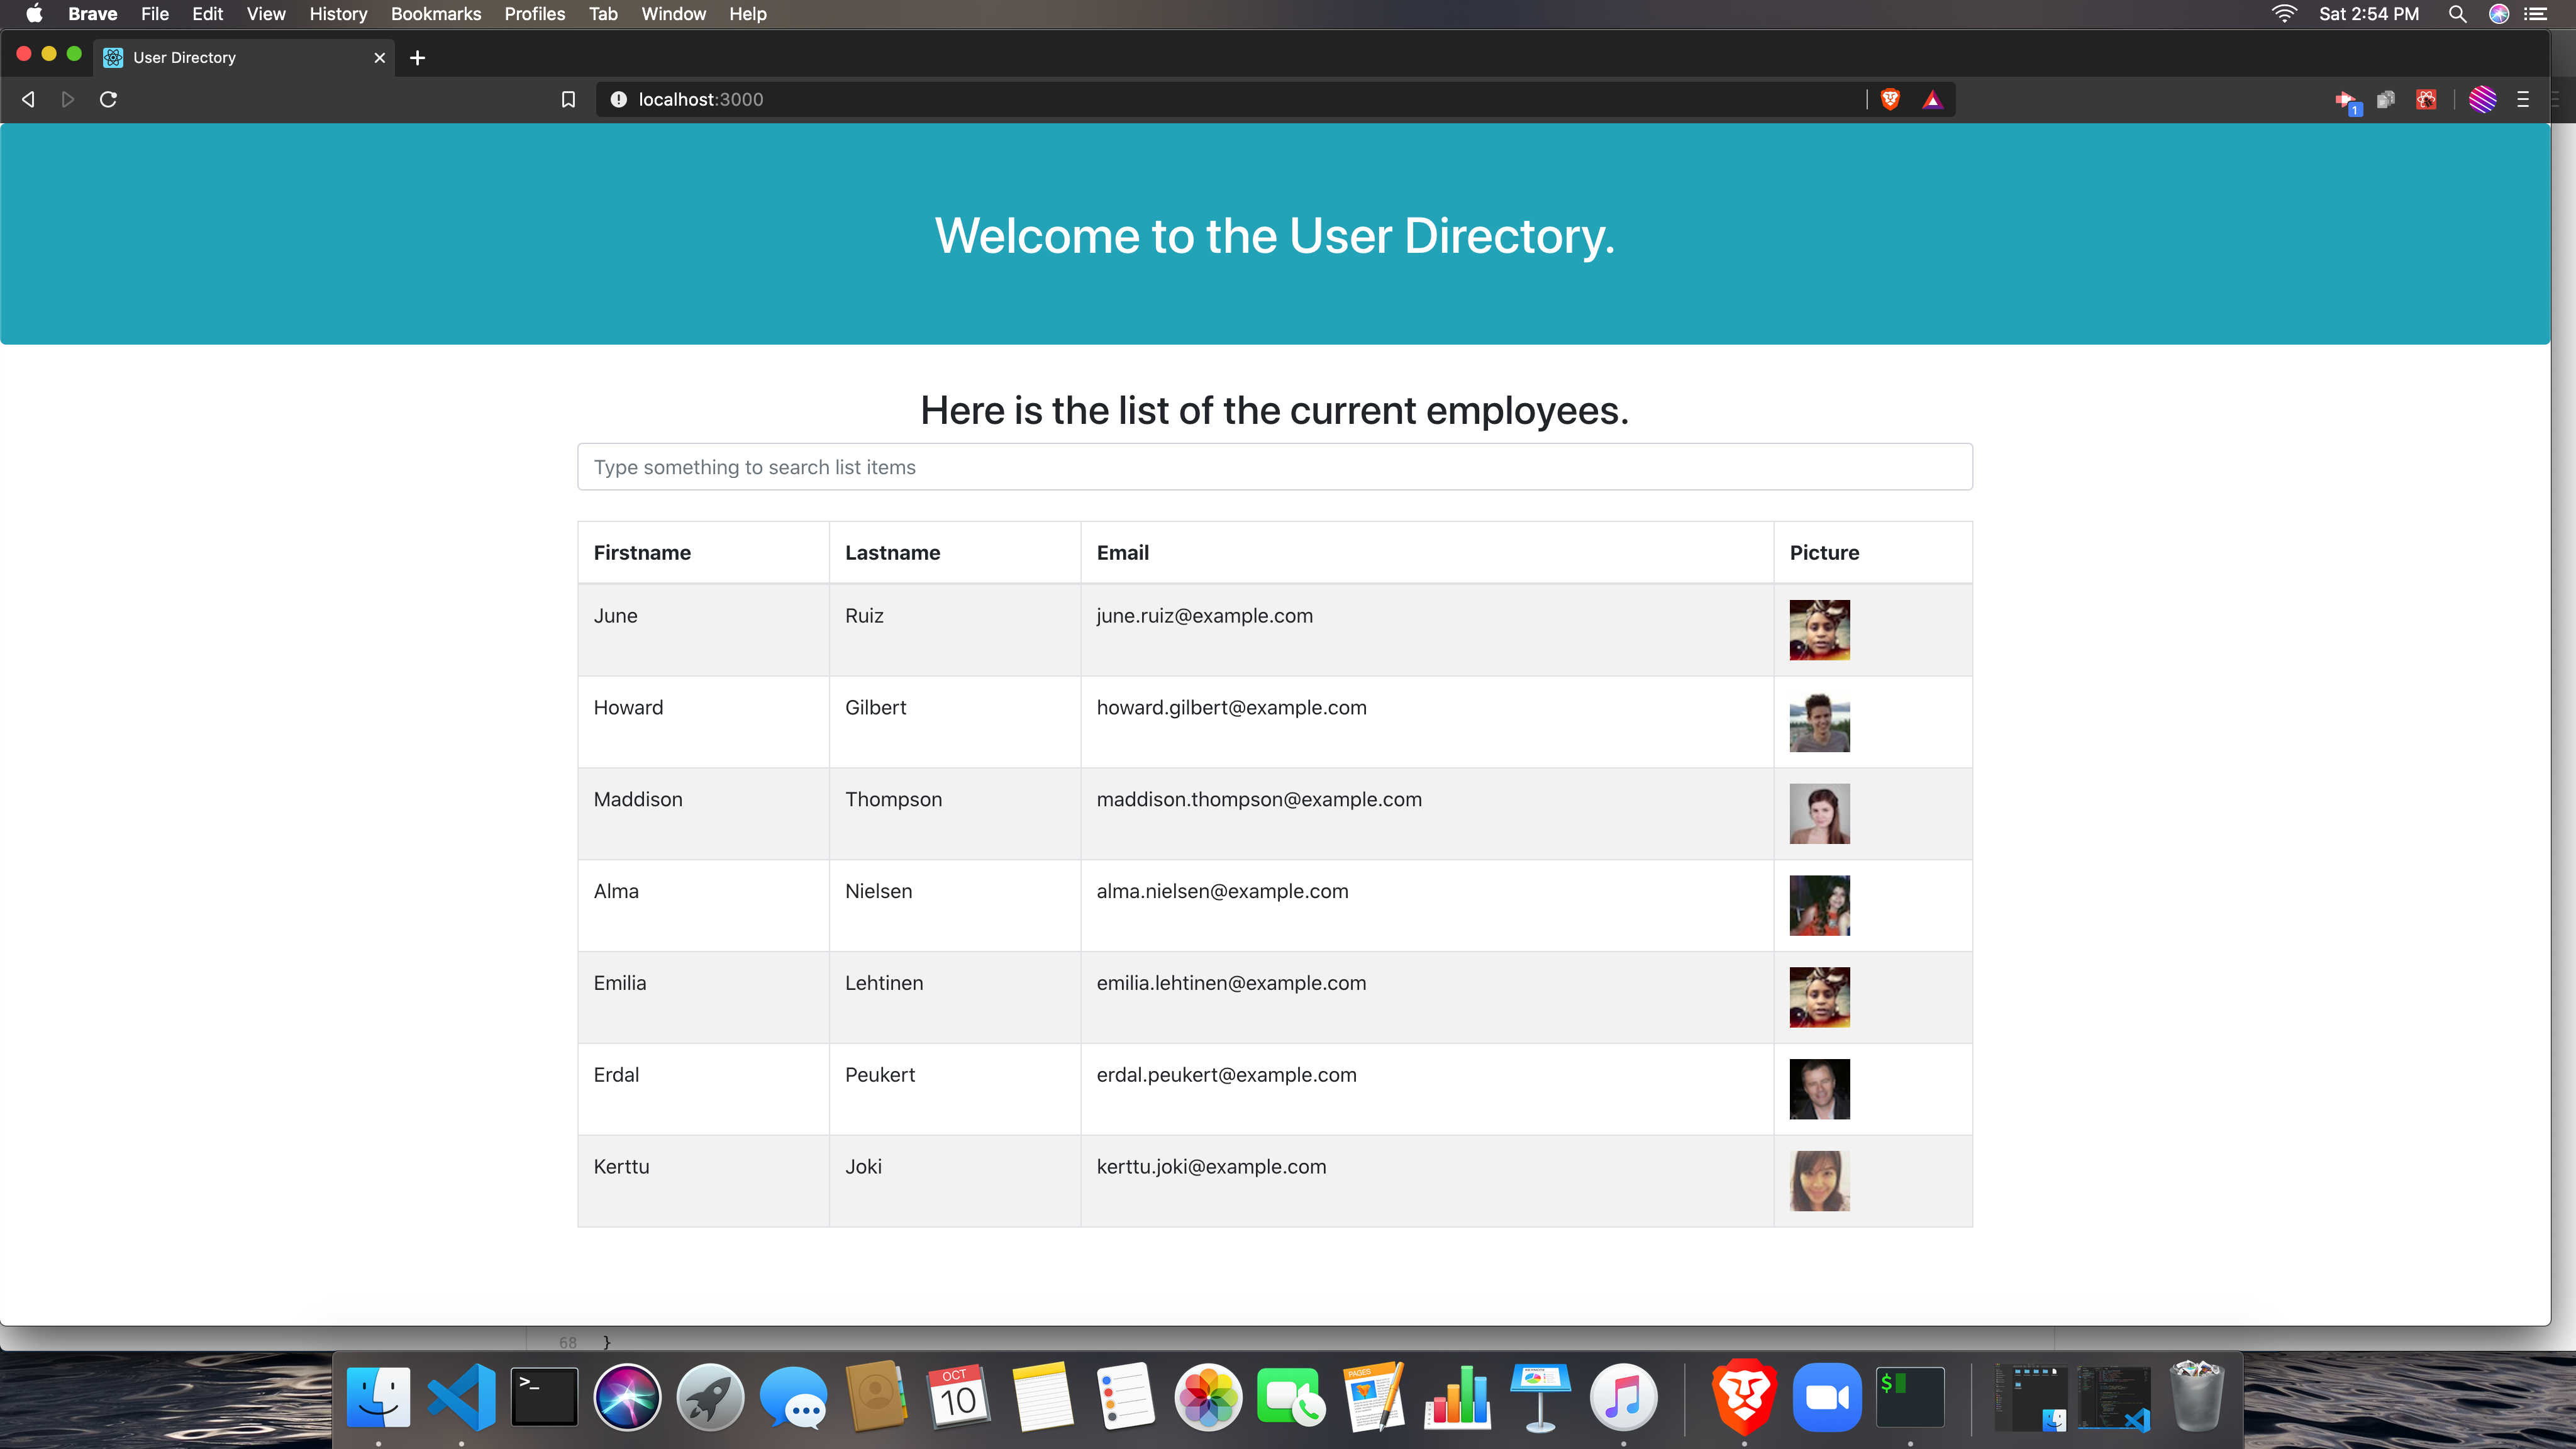 Brave File Edit View History Bookmarks Profiles Tab Window Help Sat 2:54 PM
User Directory
localhost:3000
1
Welcome to the User Directory.
Here is the list of the current employees.
Type something to search list items
Firstname Lastname Email Picture
June Ruiz june.ruiz@example.com
Howard Gilbert howard.gilbert@example.com
Maddison Thompson maddison.thompson@example.com
Alma Nielsen alma.nielsen@example.com
Emilia Lehtinen emilia.lehtinen@example.com
Erdal Peukert erdal.peukert@example.com
Kerttu Joki kerttu.joki@example.com
68 }
>_
OCT
10
PAGES
$